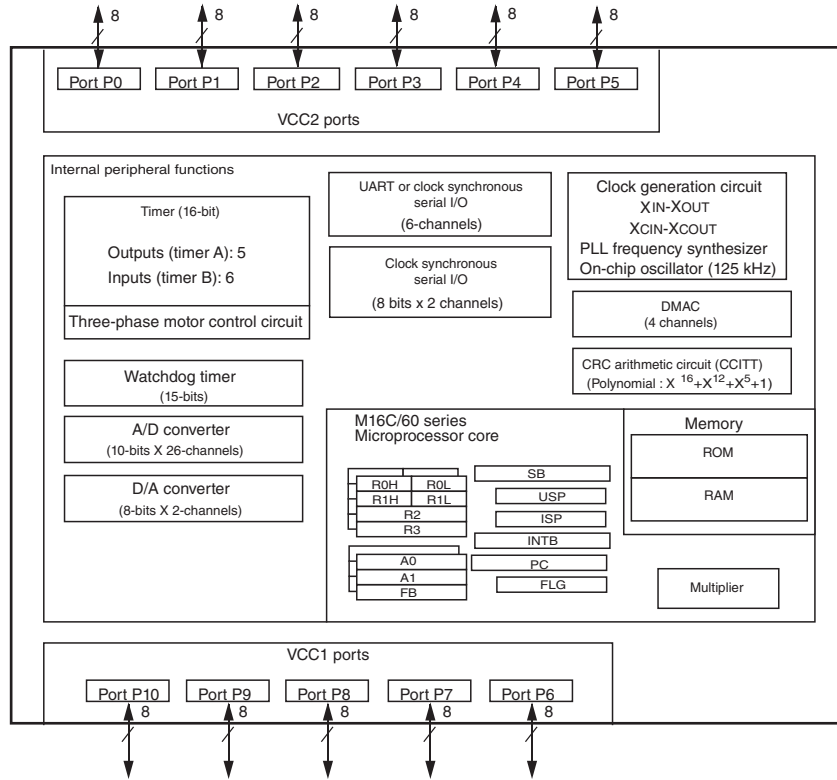 8 8 8 8 8 8
Port P0 Port P1 Port P2 Port P3 Port P4 Port P5
VCC2 ports
Internal peripheral functions
Timer (16-bit)
Outputs (timer A): 5
Inputs (timer B): 6
Three-phase motor control circuit
Watchdog timer
(15-bits)
A/D converter
(10-bits X 26-channels)
D/A converter
(8-bits X 2-channels)
UART or clock synchronous
serial I/O
(6-channels)
Clock synchronous
serial I/O
(8 bits x 2 channels)
Clock generation circuit
XIN-XOUT
XCIN-XCOUT
PLL frequency synthesizer
On-chip oscillator (125 kHz)
DMAC
(4 channels)
CRC arithmetic circuit (CCITT)
(Polynomial : X 16+X12+X5+1)
M16C/60 series
Microprocessor core
R0H R0L
R1H R1L
R2
R3
A0
A1
FB
SB
USP
ISP
INTB
PC
FLG
Memory
ROM
RAM
Multiplier
VCC1 ports
Port P10 Port P9 Port P8 Port P7 Port P6
8 8 8 8 8